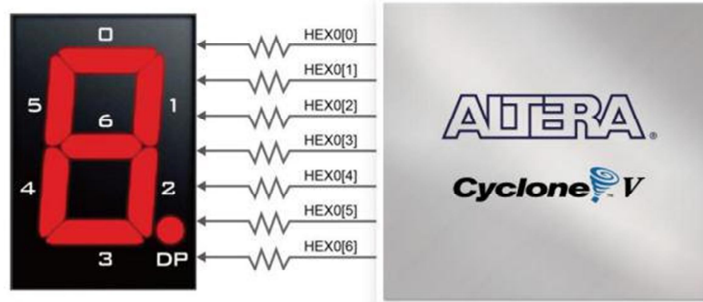 0
5
1
6
4
2
3
DP
HEX0[0]
HEX0[1]
HEX0[2]
HEX0[3]
HEX0[4]
HEX0[5]
HEX0[6]
ALTERA®
Cyclone™ V